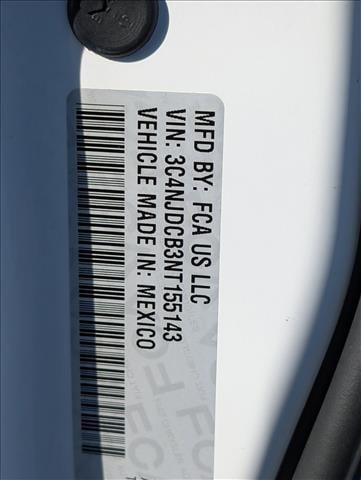 MFD BY: FCA US LLC
VIN: 3C4NJDCB3NT155143
VEHICLE MADE IN: MEXICO